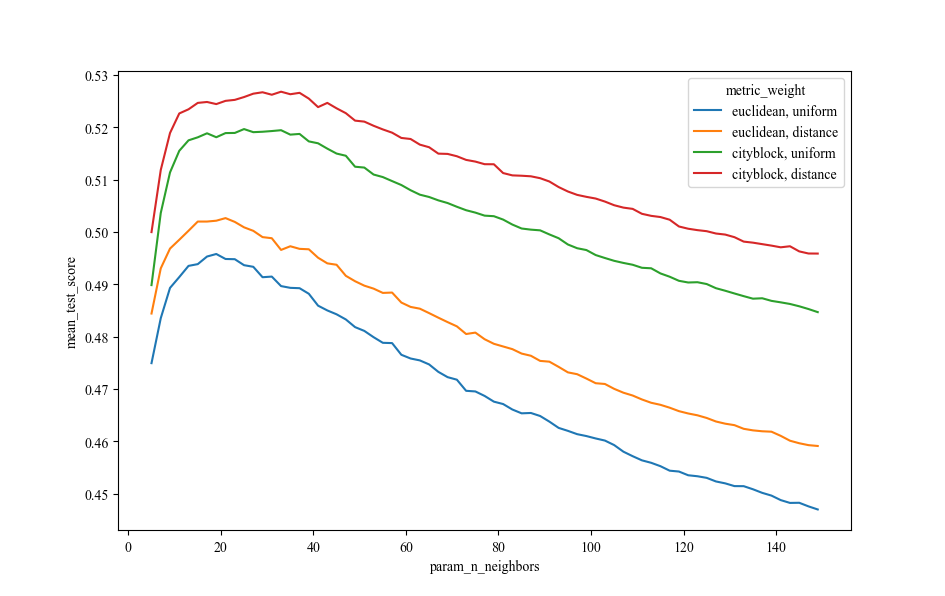 metric_weight
euclidean, uniform
euclidean, distance
cityblock, uniform
cityblock, distance
0.53
0.52
0.51
0.50
0.49
0.48
0.47
0.46
0.45
mean_test_score
0 20 40 60 80 100 120 140
param_n_neighbors